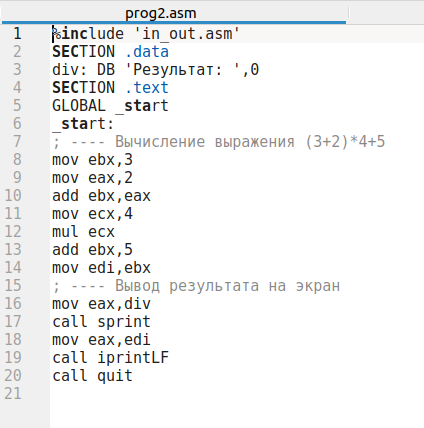 prog2.asm
1 %include 'in_out.asm'
2 SECTION .data
3 div: DB 'Результат: ',0
4 SECTION .text
5 GLOBAL _start
6 _start:
7 ; ---- Вычисление выражения (3+2)*4+5
8 mov ebx,3
9 mov eax,2
10 add ebx,eax
11 mov ecx,4
12 mul ecx
13 add ebx,5
14 mov edi,ebx
15 ; ---- Вывод результата на экран
16 mov eax,div
17 call sprint
18 mov eax,edi
19 call iprintLF
20 call quit
21